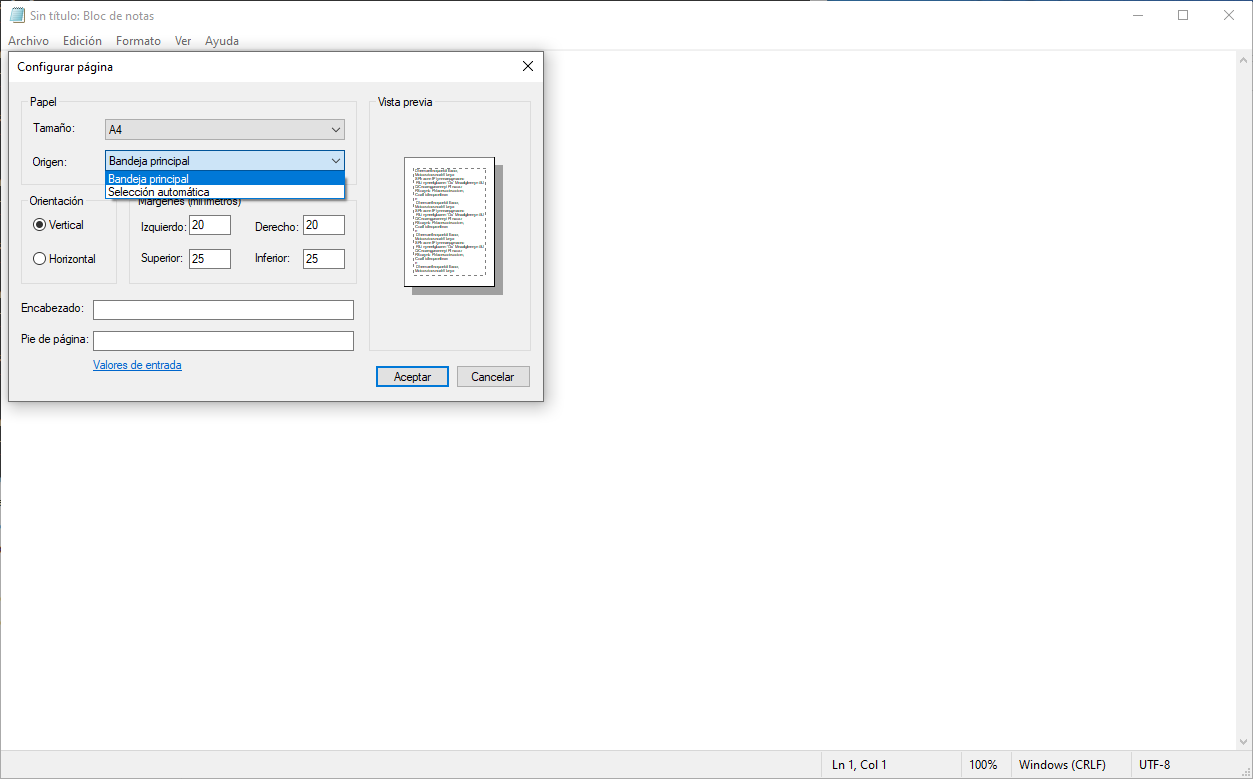 Sin título: Bloc de notas
Archivo Edición Formato Ver Ayuda
Configurar página
Papel
Tamaño: A4
Origen: Bandeja principal
Bandeja principal
Selección automática
Orientación
Vertical
Horizontal
Márgenes (milímetros)
Izquierdo: 20 Derecho: 20
Superior: 25 Inferior: 25
Encabezado:
Pie de página:
Valores de entrada
Vista previa
Aceptar Cancelar
Ln 1, Col 1 100% Windows (CRLF) UTF-8